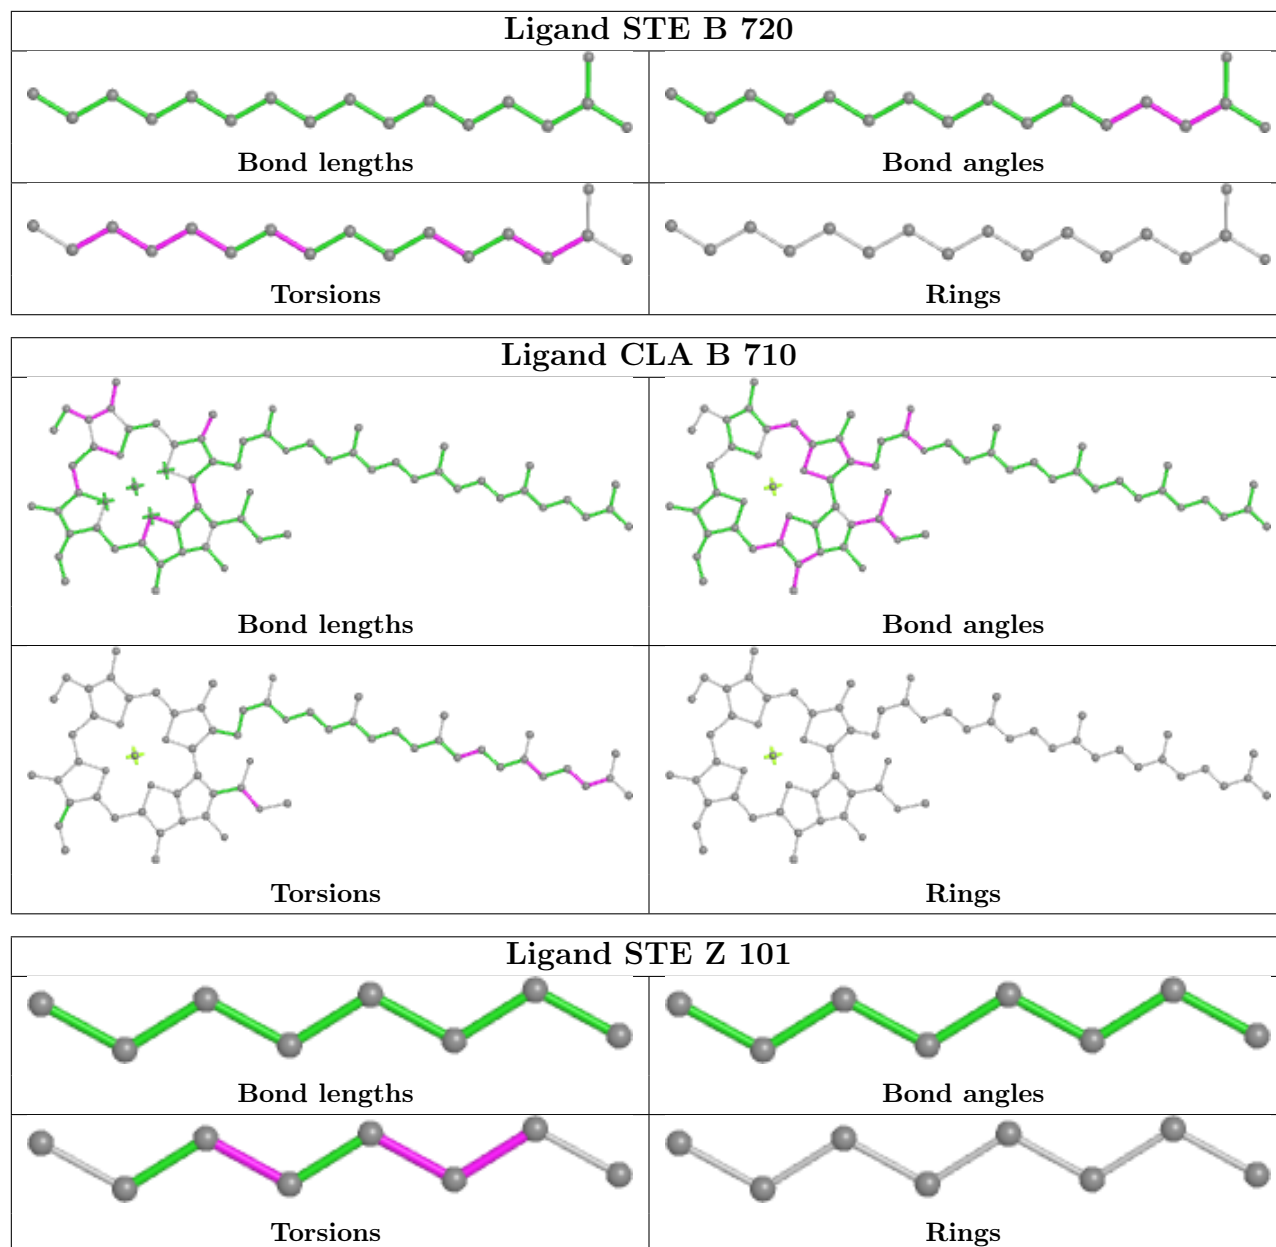 Ligand STE B 720
Bond lengths
Bond angles
Torsions
Rings
Ligand CLA B 710
Bond lengths
Bond angles
Torsions
Rings
Ligand STE Z 101
Bond lengths
Bond angles
Torsions
Rings